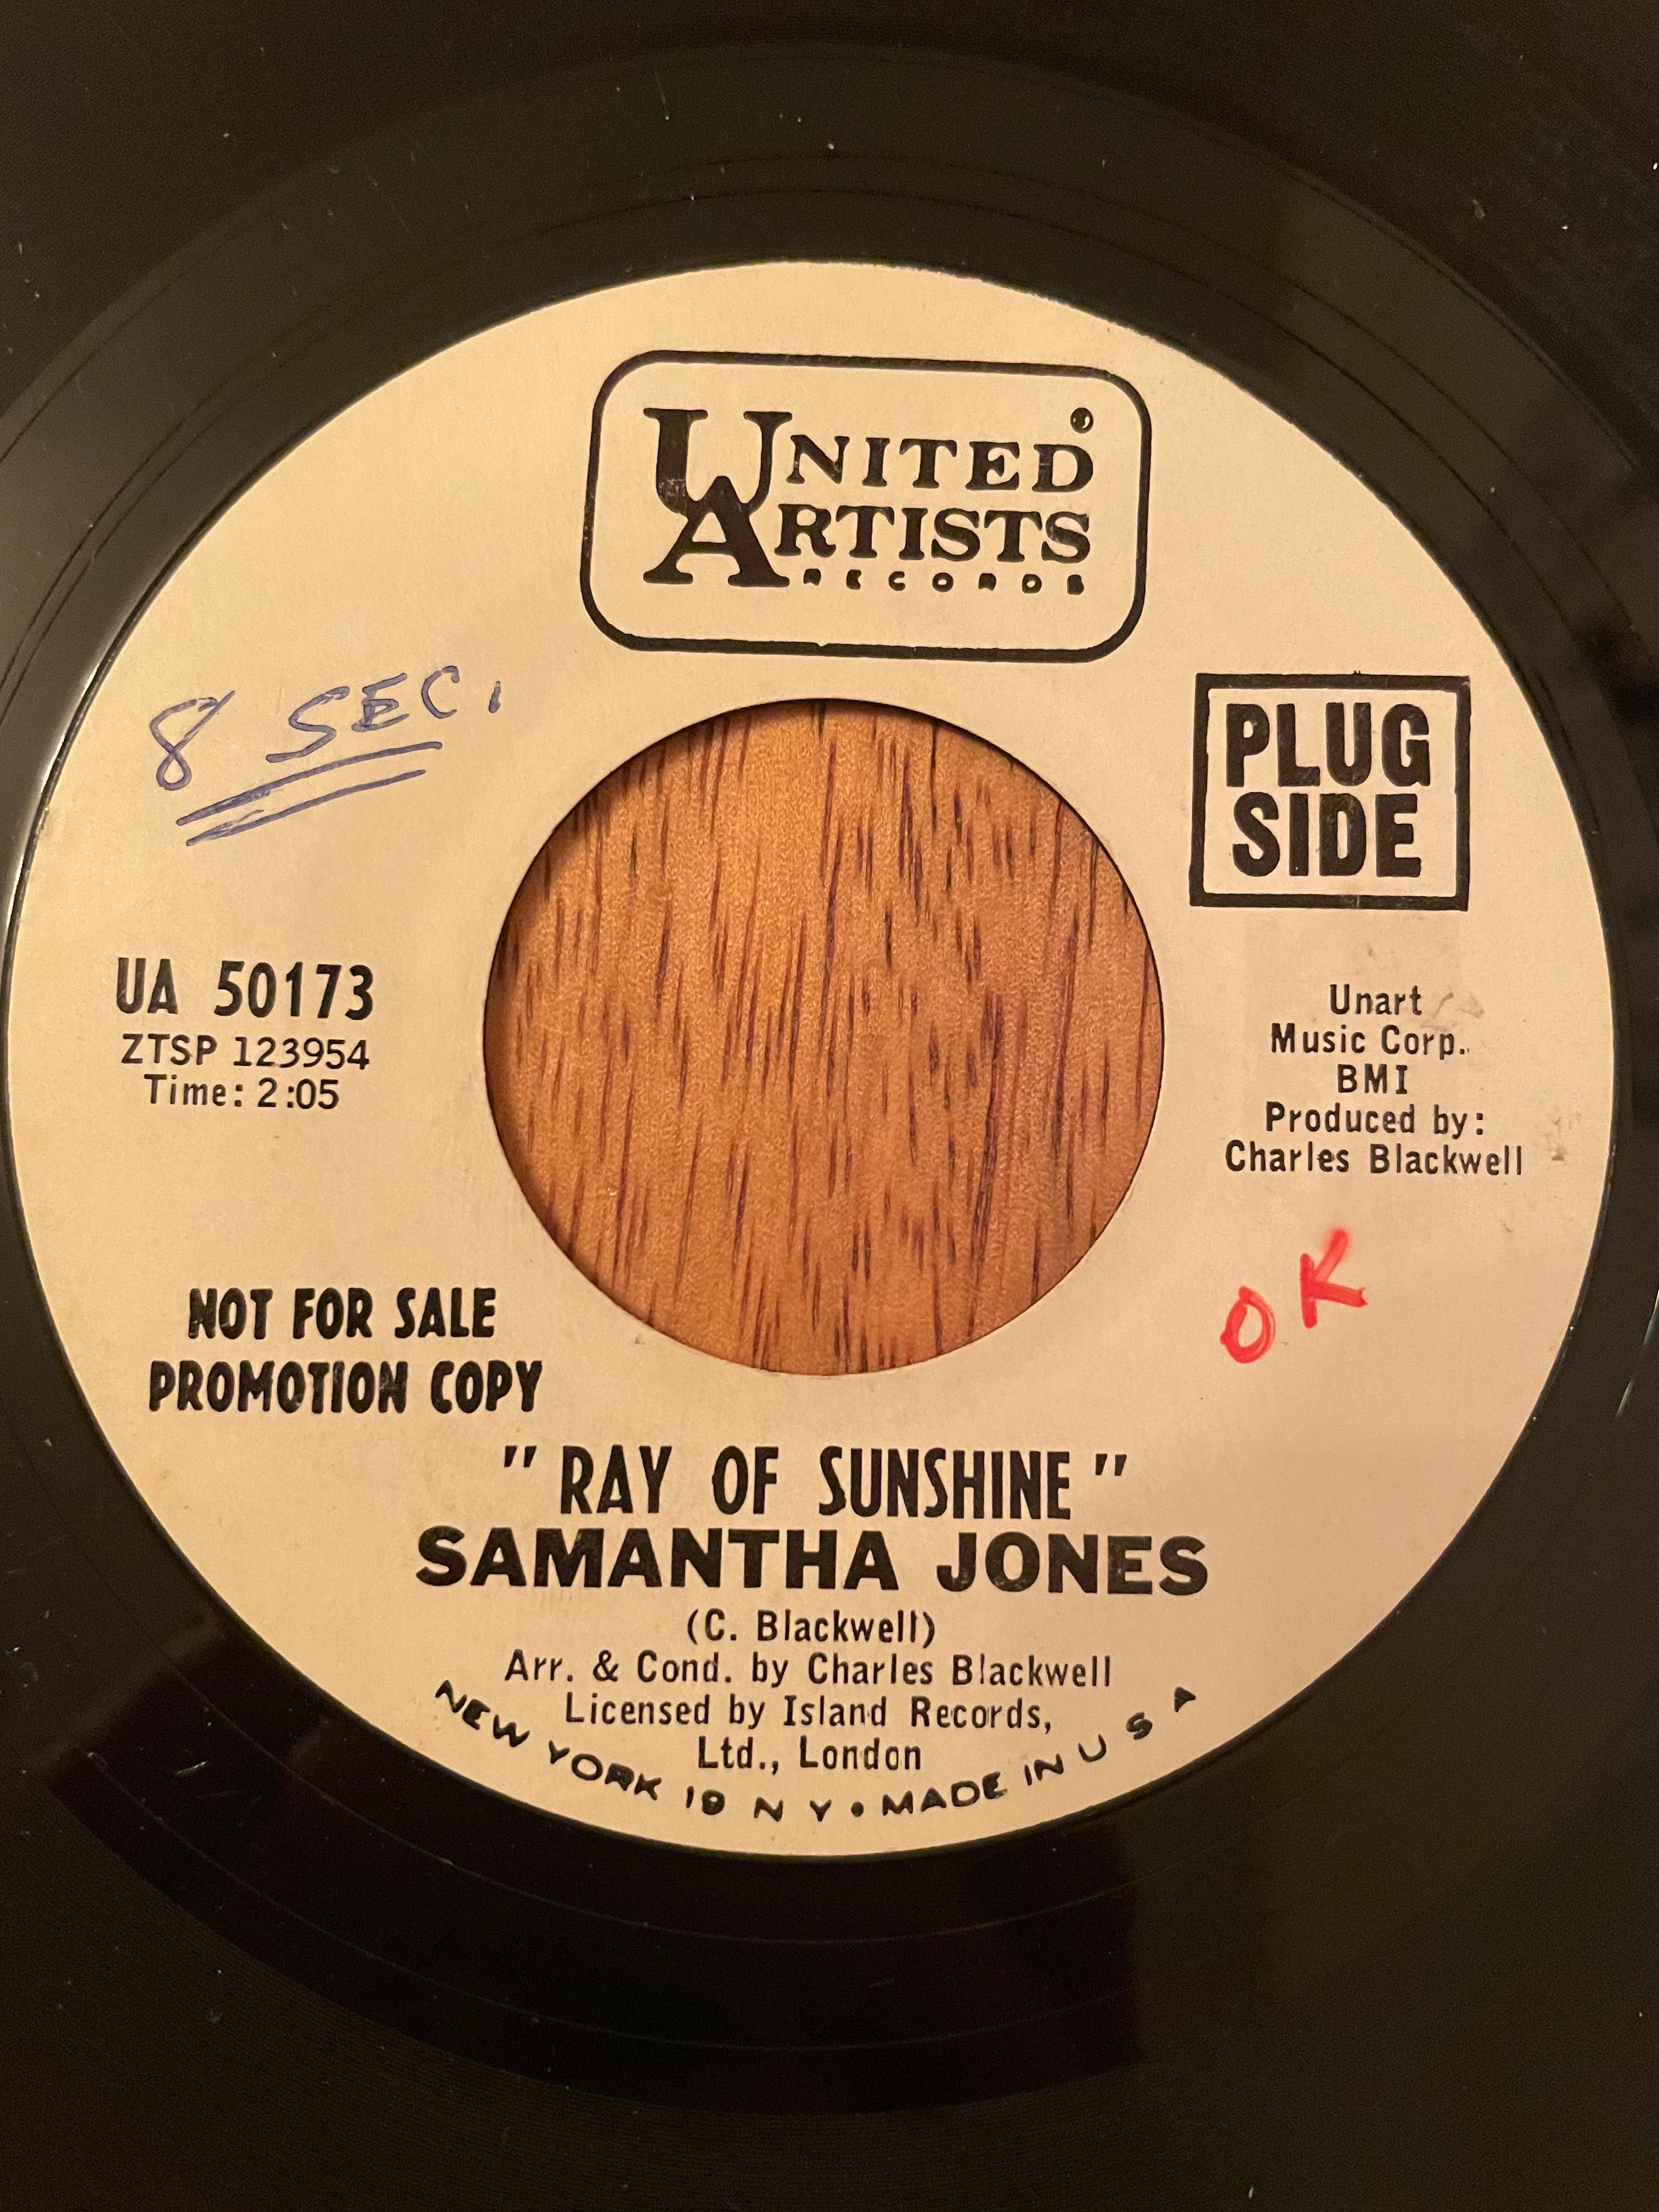 UNITED®
ARTISTS
RECORDS
8 SEC.
PLUG
SIDE
UA 50173
ZTSP 123954
Time: 2:05
Unart
Music Corp.
BMI
Produced by:
Charles Blackwell
OK
NOT FOR SALE
PROMOTION COPY
"RAY OF SUNSHINE"
SAMANTHA JONES
(C. Blackwell)
Arr. & Cond. by Charles Blackwell
Licensed by Island Records,
Ltd., London
NEW YORK 19 N Y • MADE IN U S A